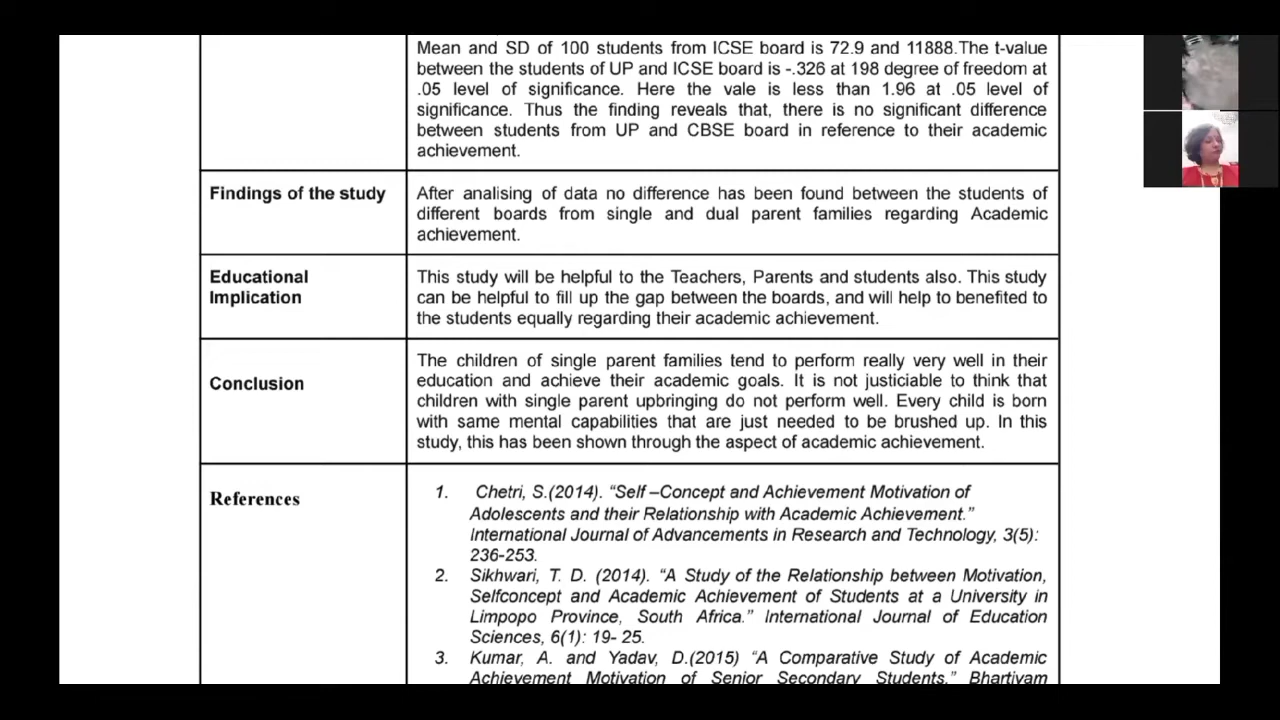 Mean and SD of 100 students from ICSE board is 72.9 and 11888.The t-value
between the students of UP and ICSE board is -.326 at 198 degree of freedom at
.05 level of significance. Here the vale is less than 1.96 at .05 level of
significance. Thus the finding reveals that, there is no significant difference
between students from UP and CBSE board in reference to their academic
achievement.
Findings of the study
After analising of data no difference has been found between the students of
different boards from single and dual parent families regarding Academic
achievement.
Educational
Implication
This study will be helpful to the Teachers, Parents and students also. This study
can be helpful to fill up the gap between the boards, and will help to benefited to
the students equally regarding their academic achievement.
Conclusion
The children of single parent families tend to perform really very well in their
education and achieve their academic goals. It is not justiciable to think that
children with single parent upbringing do not perform well. Every child is born
with same mental capabilities that are just needed to be brushed up. In this
study, this has been shown through the aspect of academic achievement.
References
1. Chetri, S.(2014). “Self –Concept and Achievement Motivation of
Adolescents and their Relationship with Academic Achievement.”
International Journal of Advancements in Research and Technology, 3(5):
236-253.
2. Sikhwari, T. D. (2014). “A Study of the Relationship between Motivation,
Selfconcept and Academic Achievement of Students at a University in
Limpopo Province, South Africa.” International Journal of Education
Sciences, 6(1): 19- 25.
3. Kumar, A. and Yadav, D.(2015) “A Comparative Study of Academic
Achievement Motivation of Senior Secondary Students.” Bhartiyam